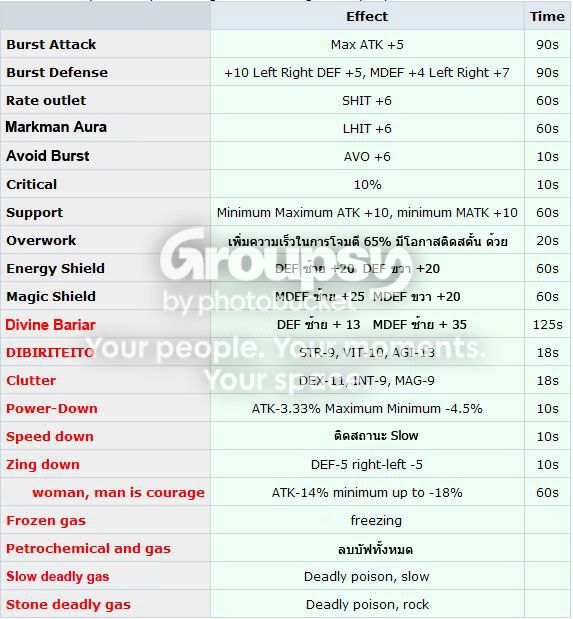 Effect Time
Burst Attack Max ATK +5 90s
Burst Defense +10 Left Right DEF +5, MDEF +4 Left Right +7 90s
Rate outlet SHIT +6 60s
Markman Aura LHIT +6 60s
Avoid Burst AVO +6 10s
Critical 10% 10s
Support Minimum Maximum ATK +10, minimum MATK +10 60s
Overwork เพิ่มความเร็วในการโจมตี 65% มีโอกาสติดสตั้น ด้วย 20s
Energy Shield DEF ซ้าย +20 DEF ขวา +20 60s
Magic Shield MDEF ซ้าย +25 MDEF ขวา +20 60s
Divine Bariar DEF ซ้าย + 13 MDEF ซ้าย + 35 125s
DIBIRITEITO STR-9, VIT-10, AGI-13 18s
Clutter DEX-11, INT-9, MAG-9 18s
Power-Down ATK-3.33% Maximum Minimum -4.5% 10s
Speed down ติดสถานะ Slow 10s
Zing down DEF-5 right-left -5 10s
woman, man is courage ATK-14% minimum up to -18% 60s
Frozen gas freezing
Petrochemical and gas ลบบัฟทั้งหมด
Slow deadly gas Deadly poison, slow
Stone deadly gas Deadly poison, rock
by photobucket
Your people. Your moments.
Your space.